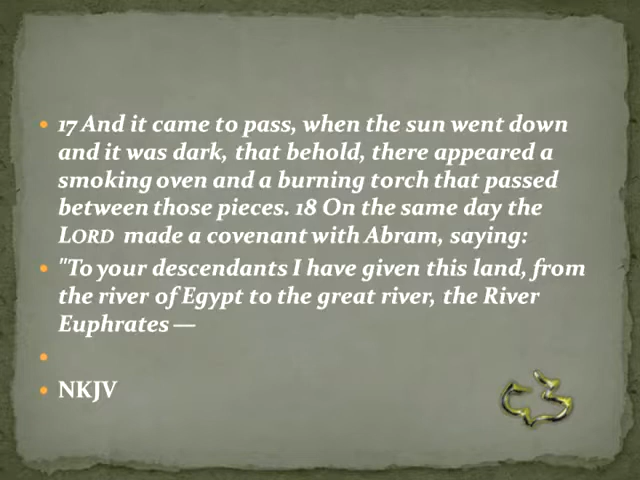 17 And it came to pass, when the sun went down
and it was dark, that behold, there appeared a
smoking oven and a burning torch that passed
between those pieces. 18 On the same day the
LORD made a covenant with Abram, saying:
"To your descendants I have given this land, from
the river of Egypt to the great river, the River
Euphrates —
NKJV